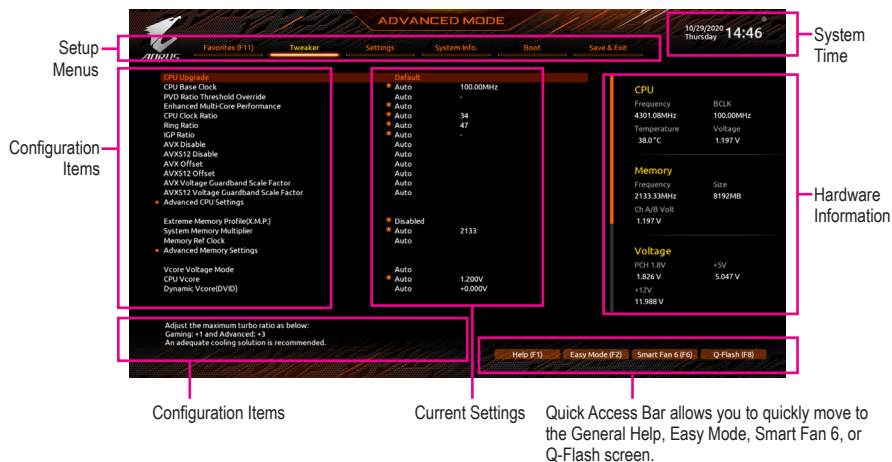 ADVANCED MODE
10/29/2020
Thursday
14:46
System
Time
Setup
Menus
AORUS
Favorites (F11) Tweaker Settings System Info. Boot Save & Exit
CPU Upgrade Default
CPU Base Clock Auto 100.00MHz
PVD Ratio Threshold Override Auto -
Enhanced Multi-Core Performance Auto
CPU Clock Ratio Auto 34
Ring Ratio Auto 47
IGP Ratio Auto -
AVX Disable Auto
AVX512 Disable Auto
AVX Offset Auto
AVX512 Offset Auto
AVX Voltage Guardband Scale Factor Auto
AVX512 Voltage Guardband Scale Factor Auto
Advanced CPU Settings
Extreme Memory Profile(X.M.P.) Disabled
System Memory Multiplier Auto 2133
Memory Ref Clock Auto
Advanced Memory Settings
Vcore Voltage Mode Auto
CPU Vcore Auto 1.200V
Dynamic Vcore(DVID) Auto +0.000V
Configuration
Items
CPU
Frequency BCLK
4301.08MHz 100.00MHz
Temperature Voltage
38.0 °C 1.197 V
Memory
Frequency Size
2133.33MHz 8192MB
Ch A/B Volt
1.197 V
Voltage
PCH 1.8V +5V
1.826 V 5.047 V
+12V
11.988 V
Hardware
Information
Adjust the maximum turbo ratio as below:
Gaming: +1 and Advanced: +3
An adequate cooling solution is recommended.
Help (F1) Easy Mode (F2) Smart Fan 6 (F6) Q-Flash (F8)
Configuration Items
Current Settings
Quick Access Bar allows you to quickly move to
the General Help, Easy Mode, Smart Fan 6, or
Q-Flash screen.